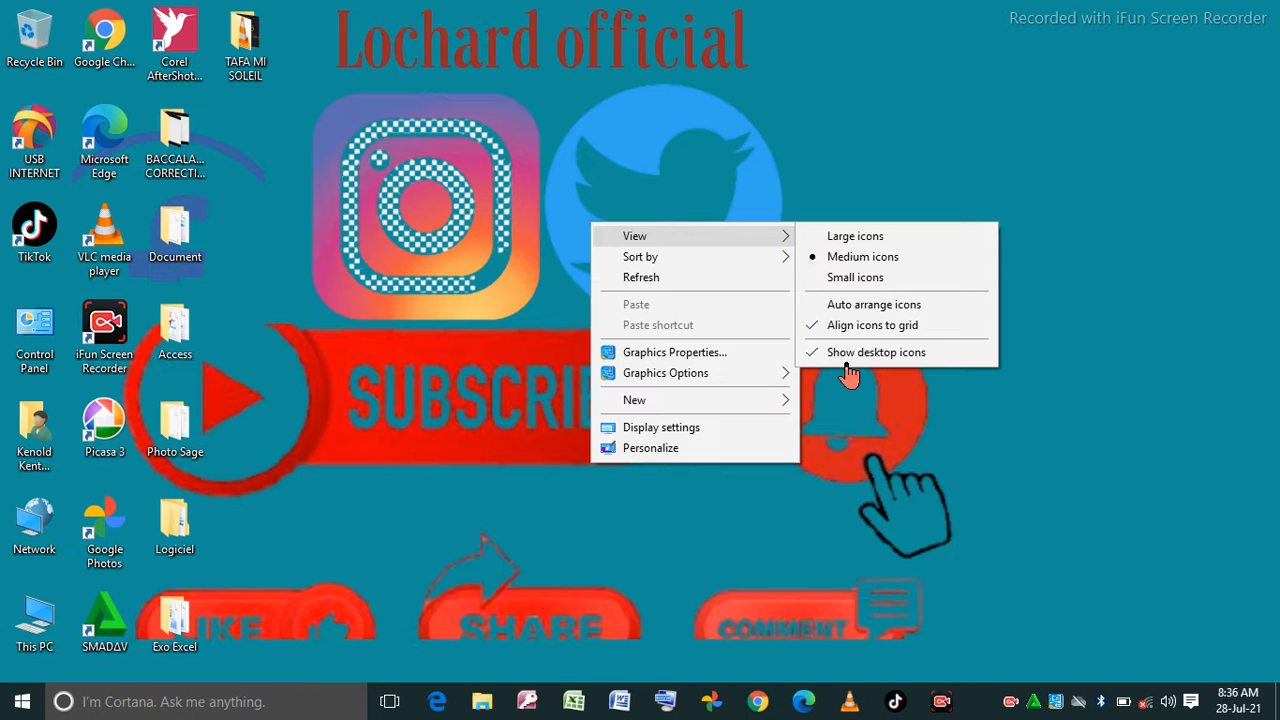 Recorded with iFun Screen Recorder
Lochard official
Recycle Bin
Google Ch...
Corel
AfterShot...
TAFA MI
SOLEIL
USB
INTERNET
Microsoft
Edge
BACCALA...
CORRECTI...
TikTok
VLC media
player
Document
Control
Panel
iFun Screen
Recorder
Access
Kenold
Kent...
Picasa 3
Photo Sage
Network
Google
Photos
Logiciel
This PC
SMADΔV
Exo Excel
View
Sort by
Refresh
Paste
Paste shortcut
Graphics Properties...
Graphics Options
New
Display settings
Personalize
Large icons
Medium icons
Small icons
Auto arrange icons
Align icons to grid
Show desktop icons
SUBSCRI
LIKE
SHARE
COMMENT
I'm Cortana. Ask me anything.
8:36 AM
28-Jul-21